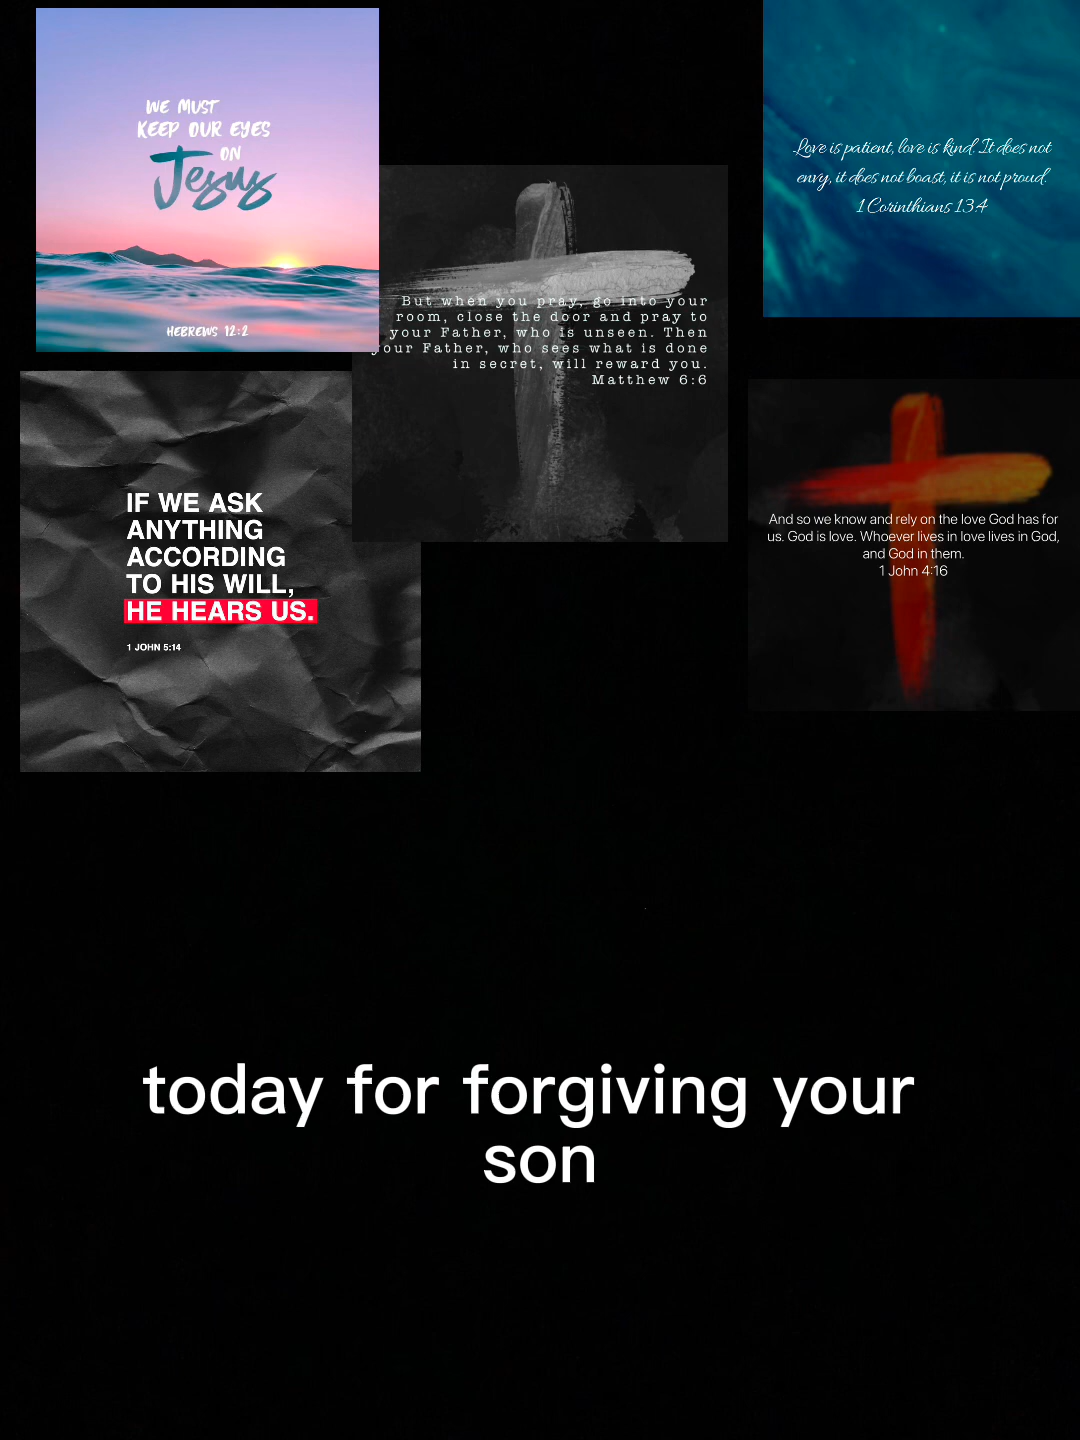 WE MUST
KEEP OUR EYES
ON
Jesus
HEBREWS 12:2
But when you pray, go into your
room, close the door and pray to
your Father, who is unseen. Then
your Father, who sees what is done
in secret, will reward you.
Matthew 6:6
Love is patient, love is kind. It does not
envy, it does not boast, it is not proud.
1 Corinthians 13:4
IF WE ASK
ANYTHING
ACCORDING
TO HIS WILL,
HE HEARS US.
1 JOHN 5:14
And so we know and rely on the love God has for
us. God is love. Whoever lives in love lives in God,
and God in them.
1 John 4:16
today for forgiving your
son